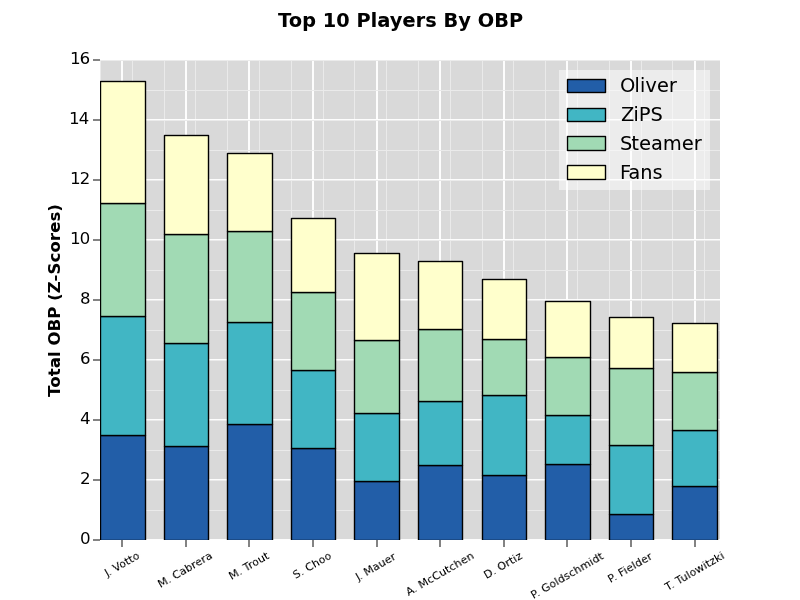 Top 10 Players By OBP
Total OBP (Z-Scores)
16
14
12
10
8
6
4
2
0
Oliver
ZiPS
Steamer
Fans
J. Votto
M. Cabrera
M. Trout
S. Choo
J. Mauer
A. McCutchen
D. Ortiz
P. Goldschmidt
P. Fielder
T. Tulowitzki